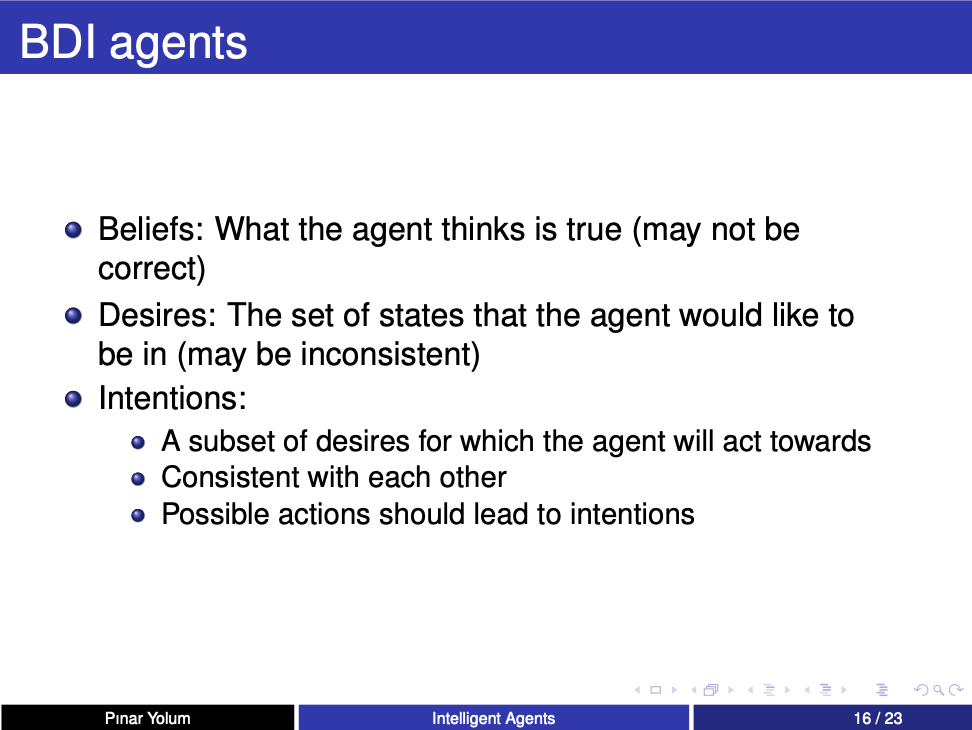 BDI agents
Beliefs: What the agent thinks is true (may not be
correct)
Desires: The set of states that the agent would like to
be in (may be inconsistent)
Intentions:
A subset of desires for which the agent will act towards
Consistent with each other
Possible actions should lead to intentions
Pınar Yolum
Intelligent Agents
16 / 23